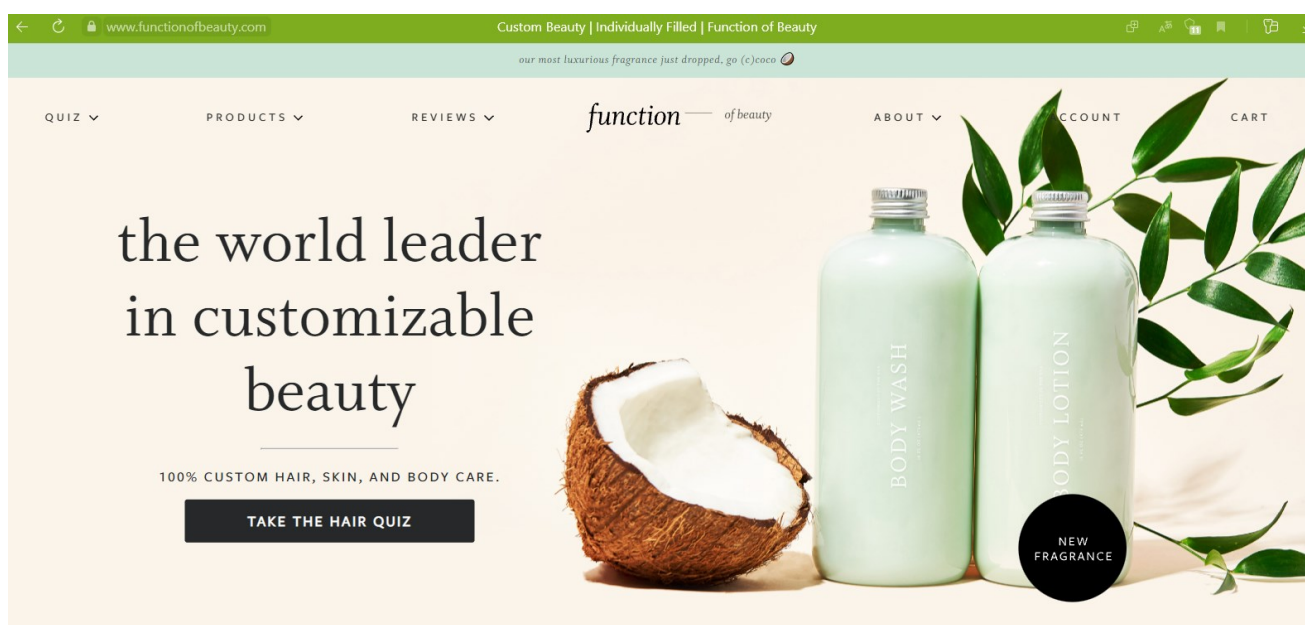 www.functionofbeauty.com
Custom Beauty | Individually Filled | Function of Beauty
11
our most luxurious fragrance just dropped, go (c)coco 🥥
QUIZ
PRODUCTS
REVIEWS
function of beauty
ABOUT
CCOUNT
CART
the world leader
in customizable
beauty
100% CUSTOM HAIR, SKIN, AND BODY CARE.
TAKE THE HAIR QUIZ
BODY WASH
BODY LOTION
NEW
FRAGRANCE